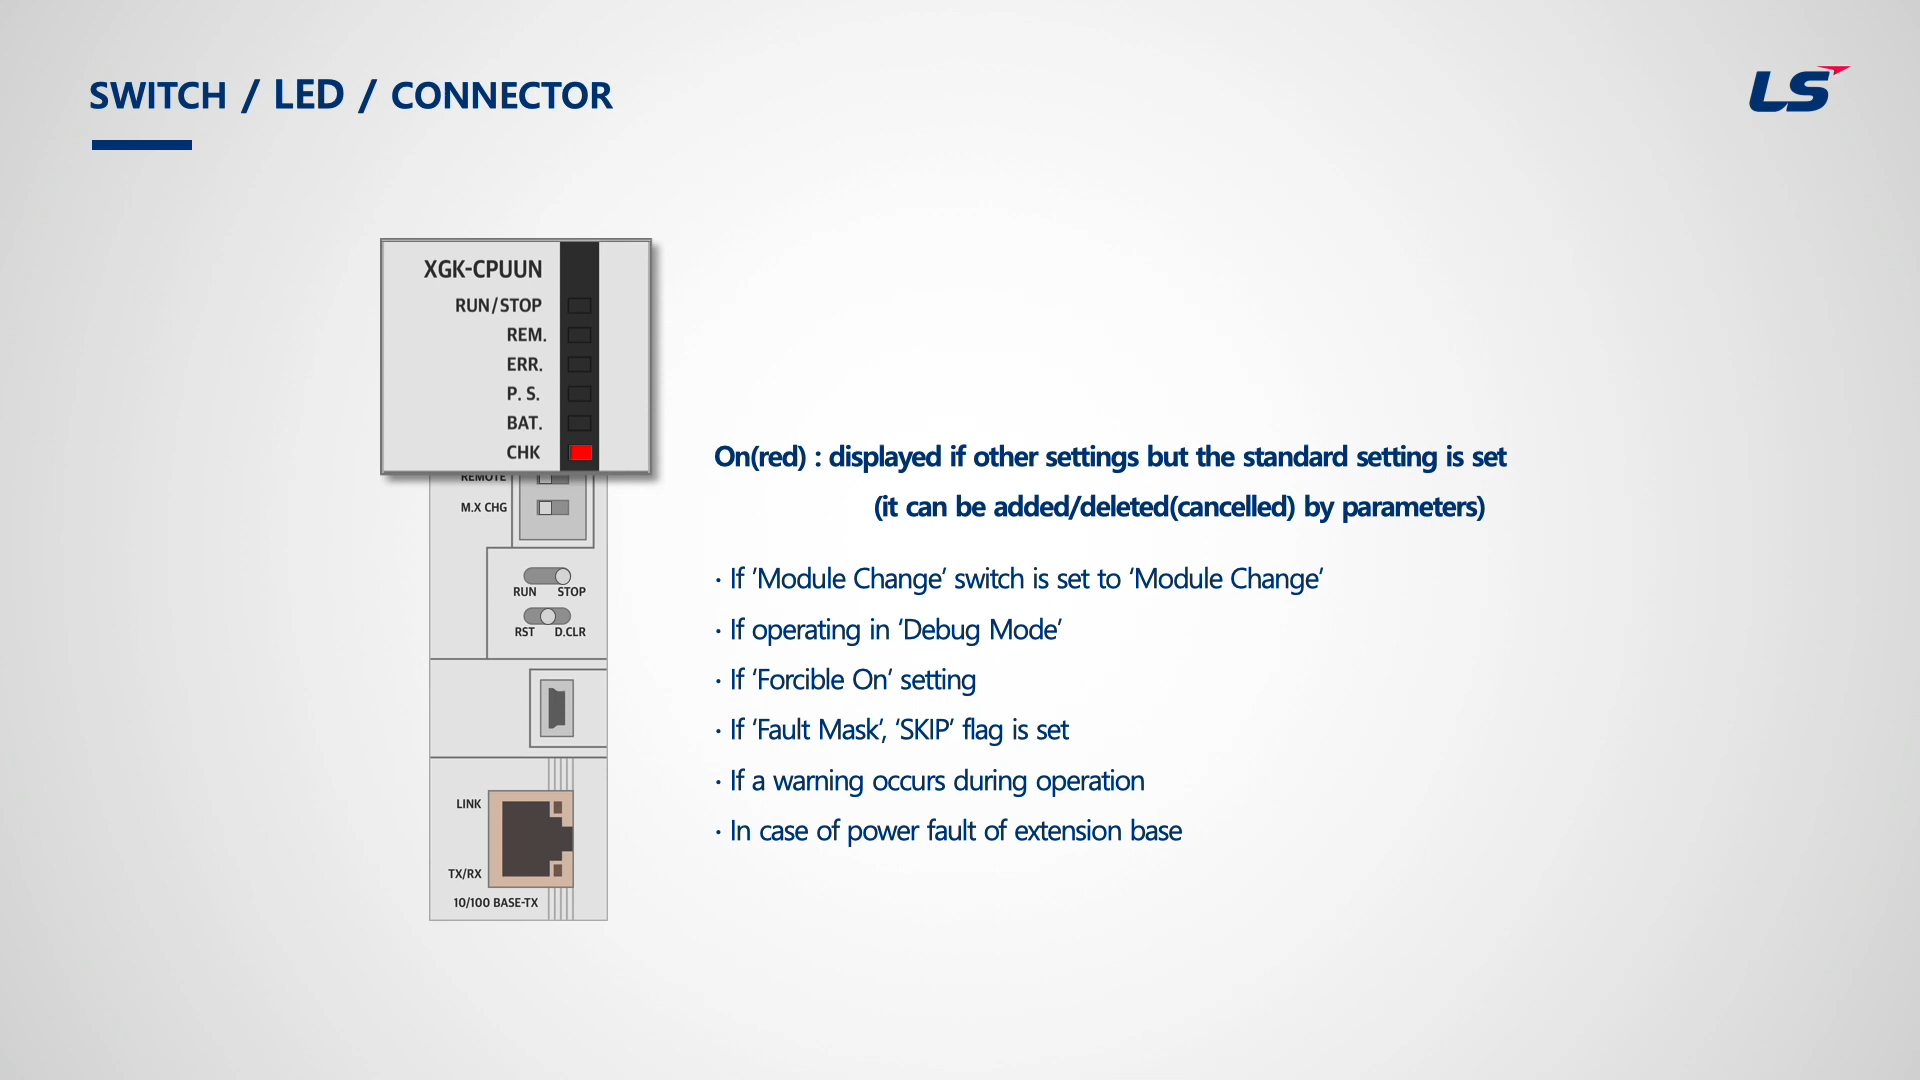 SWITCH / LED / CONNECTOR
LS
XGK-CPUUN
RUN/STOP
REM.
ERR.
P. S.
BAT.
CHK
REMOTE
M.X CHG
RUN STOP
RST D.CLR
LINK
TX/RX
10/100 BASE-TX
On(red) : displayed if other settings but the standard setting is set
(it can be added/deleted(cancelled) by parameters)
· If ’Module Change’ switch is set to ‘Module Change’
· If operating in ‘Debug Mode’
· If ‘Forcible On’ setting
· If ‘Fault Mask’, ‘SKIP’ flag is set
· If a warning occurs during operation
· In case of power fault of extension base